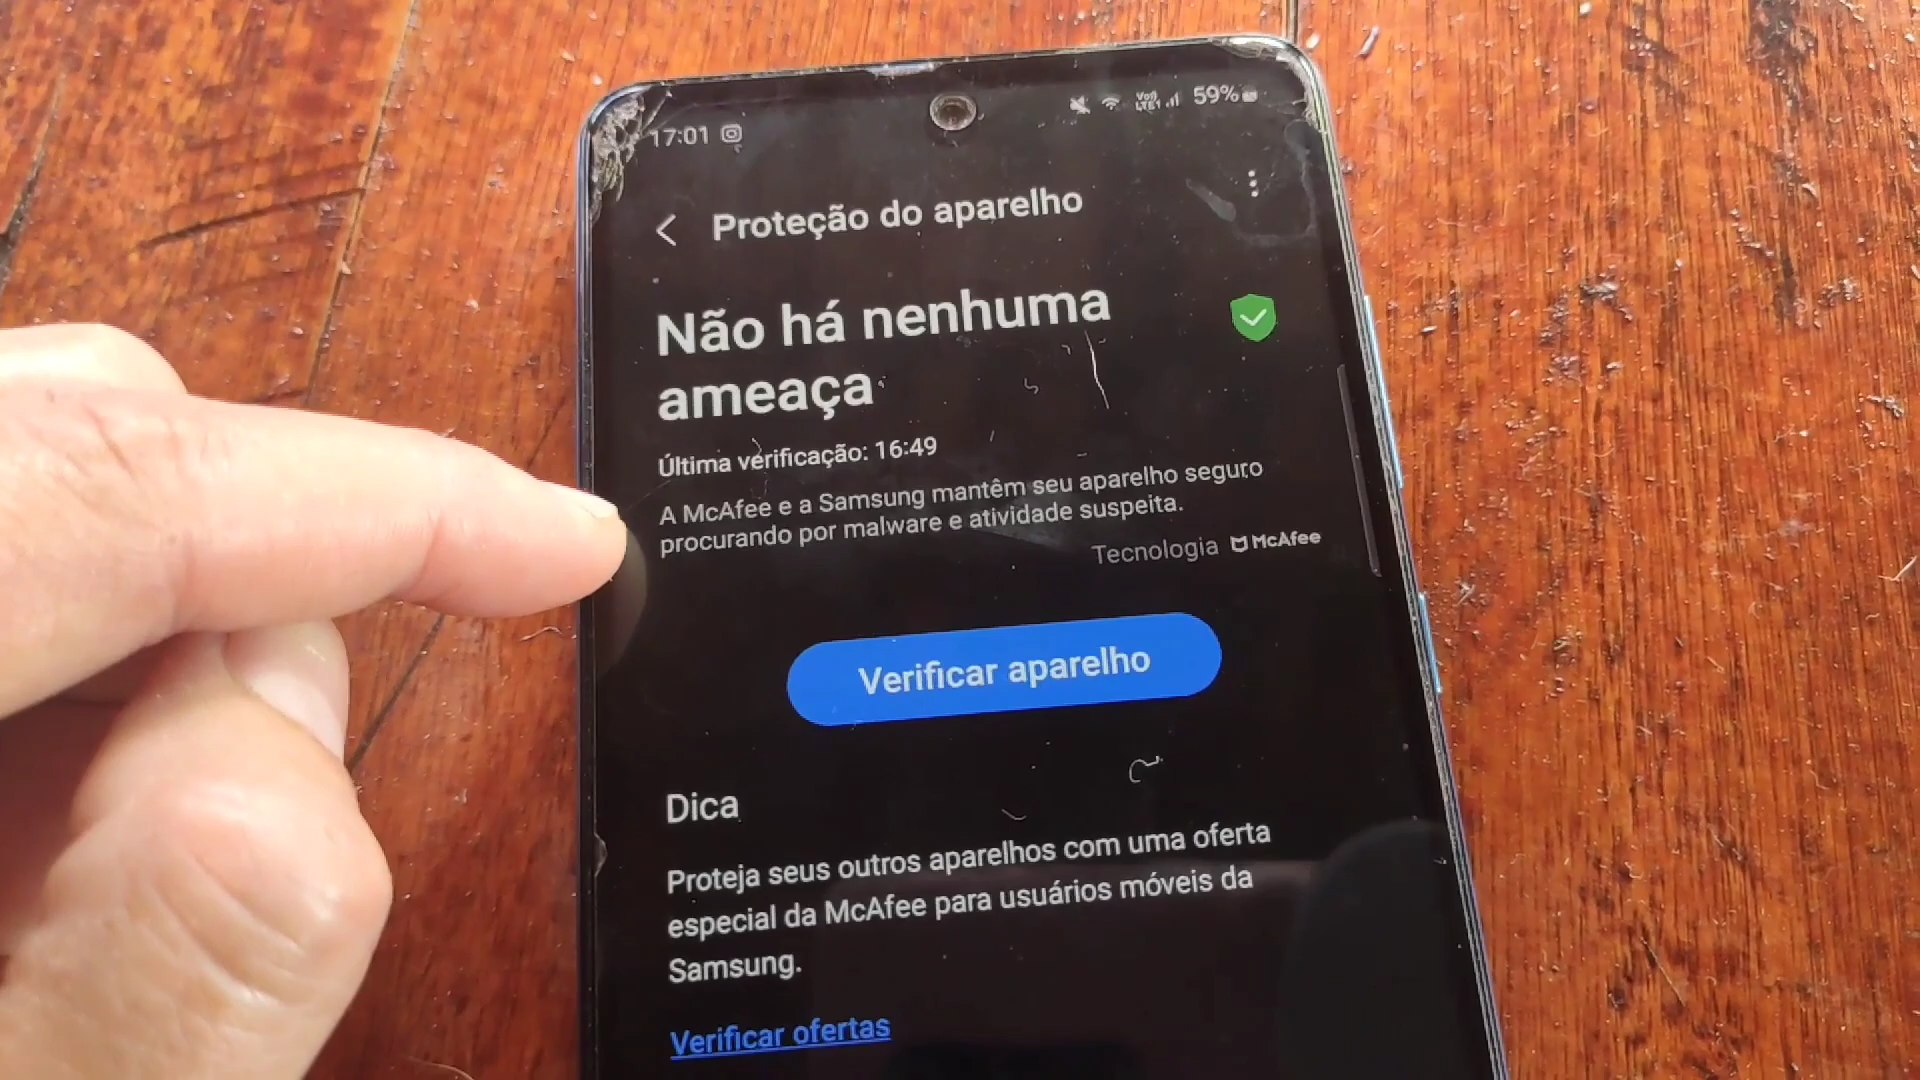 17:01
Vo))
LTE1
59%
Proteção do aparelho
Não há nenhuma
ameaça
Última verificação: 16:49
A McAfee e a Samsung mantêm seu aparelho seguro
procurando por malware e atividade suspeita.
Tecnologia McAfee
Verificar aparelho
Dica
Proteja seus outros aparelhos com uma oferta
especial da McAfee para usuários móveis da
Samsung.
Verificar ofertas